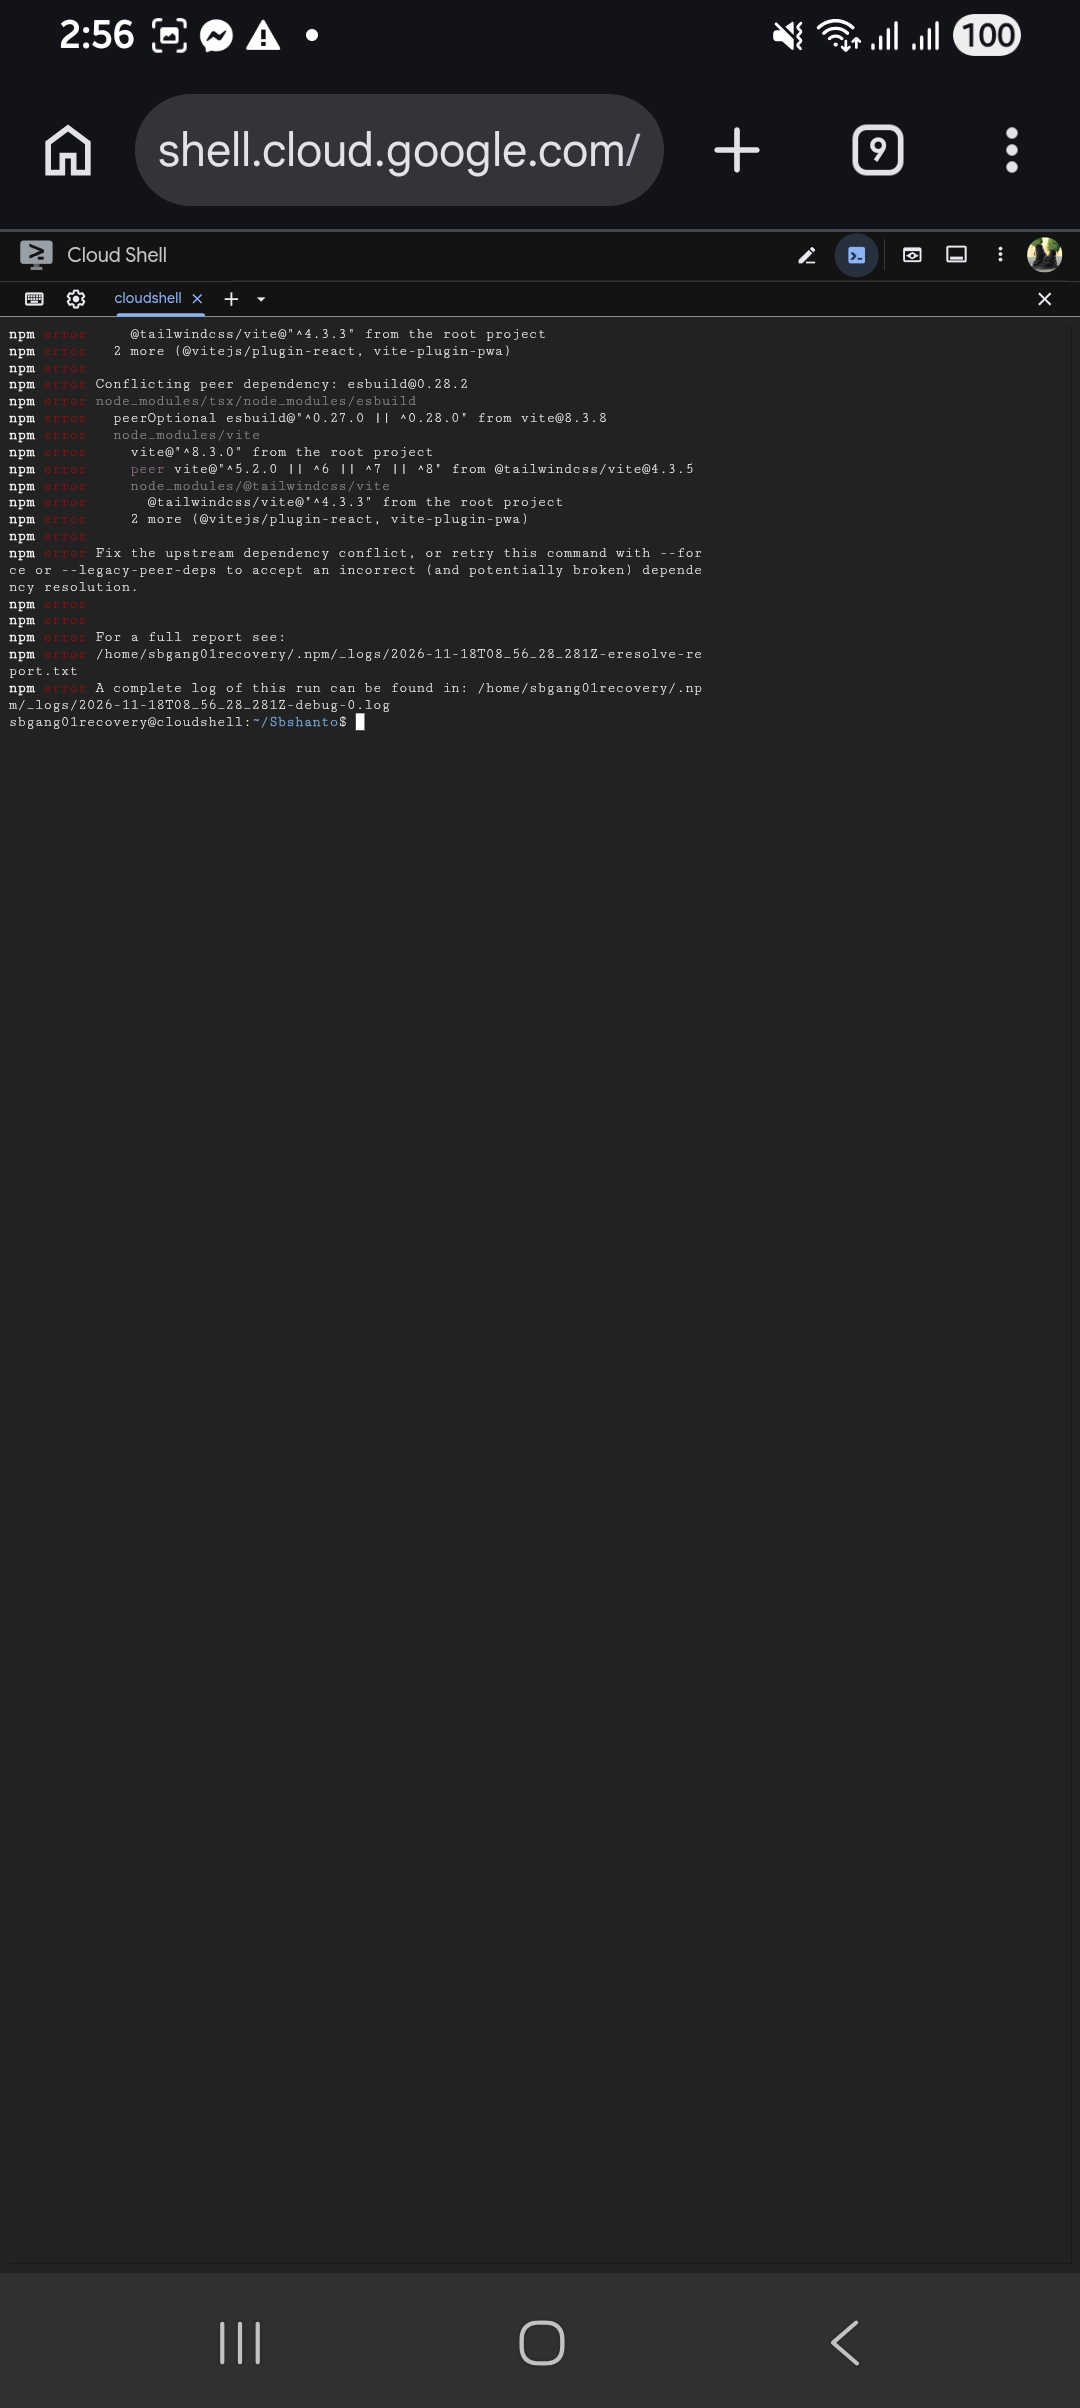 2:56
100
shell.cloud.google.com/
9
Cloud Shell
cloudshell
npm error     @tailwindcss/vite@"^4.3.3" from the root project
npm error   2 more (@vitejs/plugin-react, vite-plugin-pwa)
npm error
npm error Conflicting peer dependency: esbuild@0.28.2
npm error node_modules/tsx/node_modules/esbuild
npm error   peerOptional esbuild@"^0.27.0 || ^0.28.0" from vite@8.3.8
npm error   node_modules/vite
npm error     vite@"^8.3.0" from the root project
npm error     peer vite@"^5.2.0 || ^6 || ^7 || ^8" from @tailwindcss/vite@4.3.5
npm error     node_modules/@tailwindcss/vite
npm error       @tailwindcss/vite@"^4.3.3" from the root project
npm error     2 more (@vitejs/plugin-react, vite-plugin-pwa)
npm error
npm error Fix the upstream dependency conflict, or retry this command with --for
ce or --legacy-peer-deps to accept an incorrect (and potentially broken) depende
ncy resolution.
npm error
npm error
npm error For a full report see:
npm error /home/sbgang01recovery/.npm/_logs/2026-11-18T08_56_28_281Z-eresolve-re
port.txt
npm error A complete log of this run can be found in: /home/sbgang01recovery/.np
m/_logs/2026-11-18T08_56_28_281Z-debug-0.log
sbgang01recovery@cloudshell:~/Sbshanto$